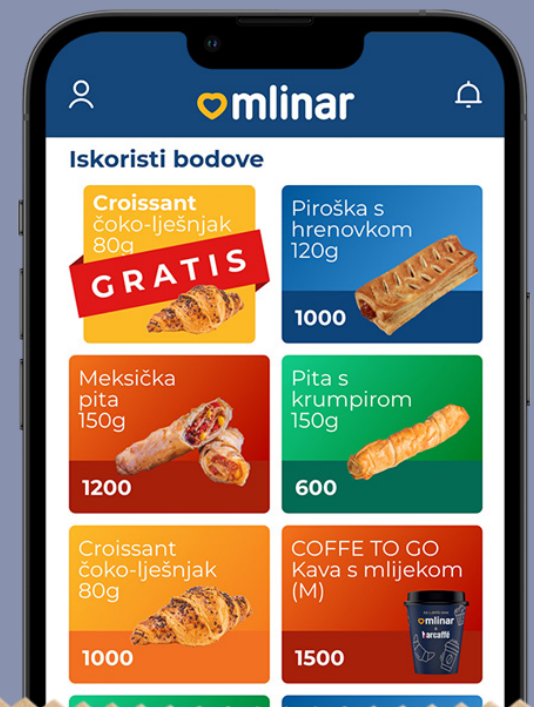 mlinar
Iskoristi bodove
Croissant
čoko-lješnjak
80g
GRATIS
Piroška s
hrenovkom
120g
1000
Meksička
pita
150g
1200
Pita s
krumpirom
150g
600
Croissant
čoko-lješnjak
80g
1000
COFFE TO GO
Kava s mlijekom
(M)
1500
mlinar
arcaffé